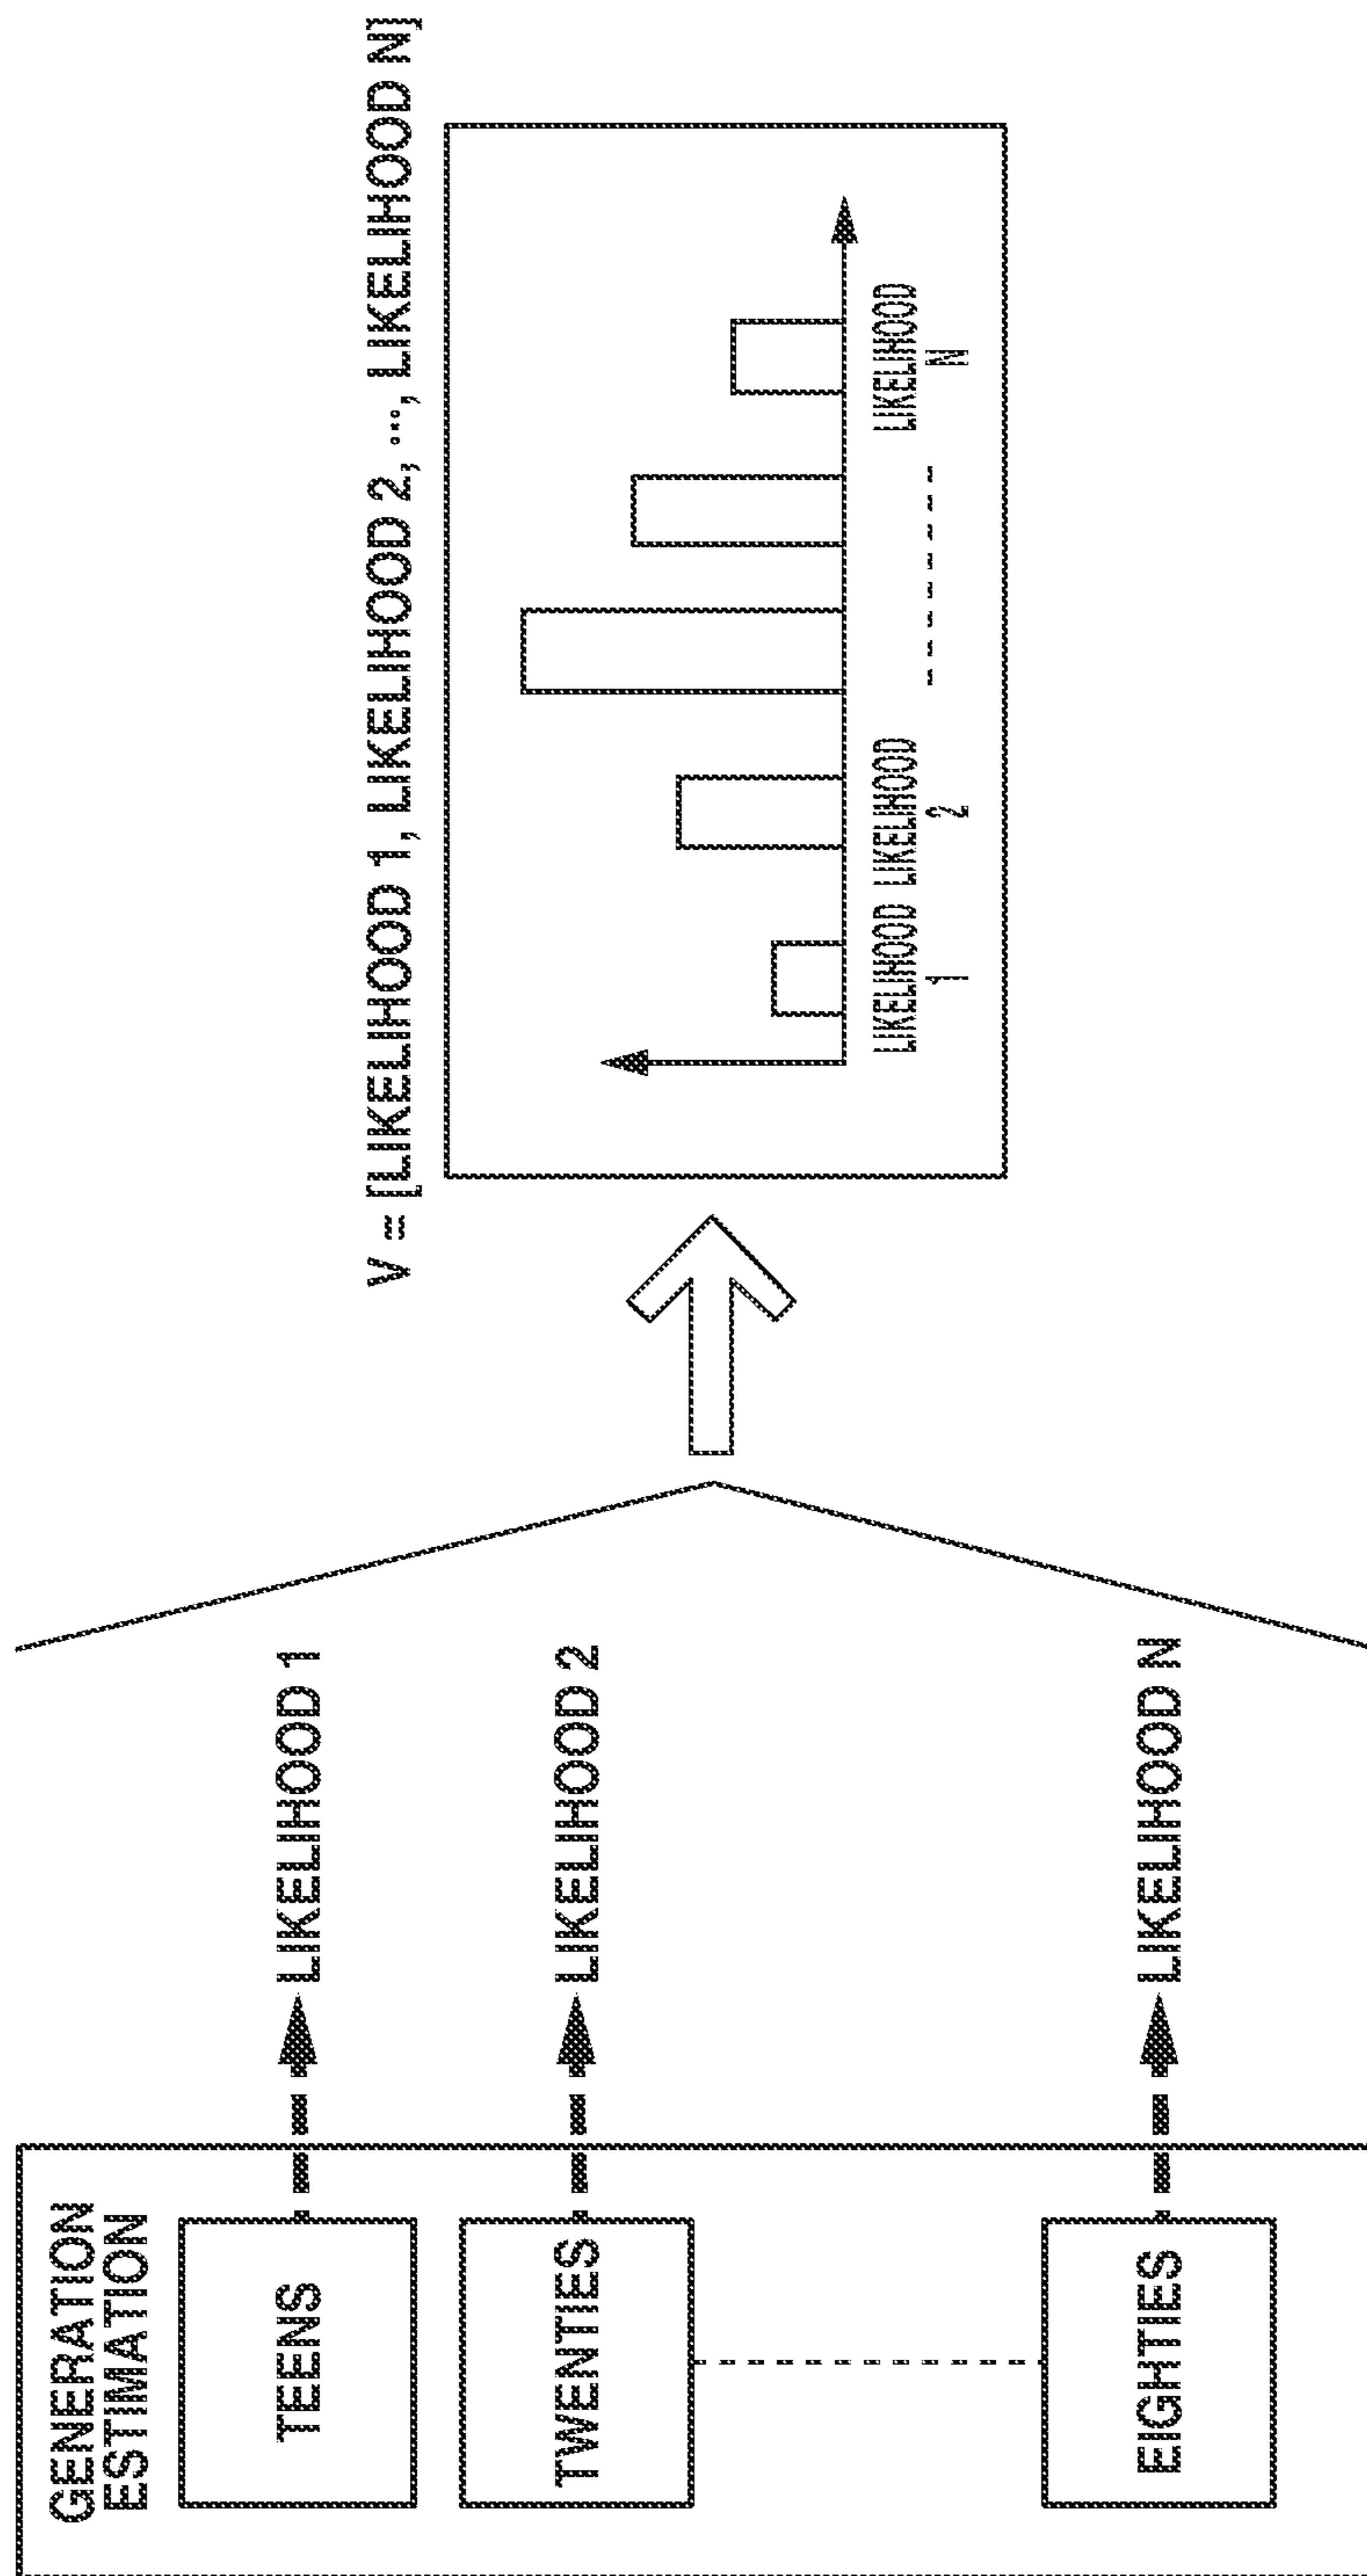 GENERATION
ESTIMATION
TEENS
LIKELIHOOD 1
TWENTIES
LIKELIHOOD 2
EIGHTIES
LIKELIHOOD N
V = [LIKELIHOOD 1, LIKELIHOOD 2, ..., LIKELIHOOD N]
LIKELIHOOD LIKELIHOOD LIKELIHOOD
1 2 N